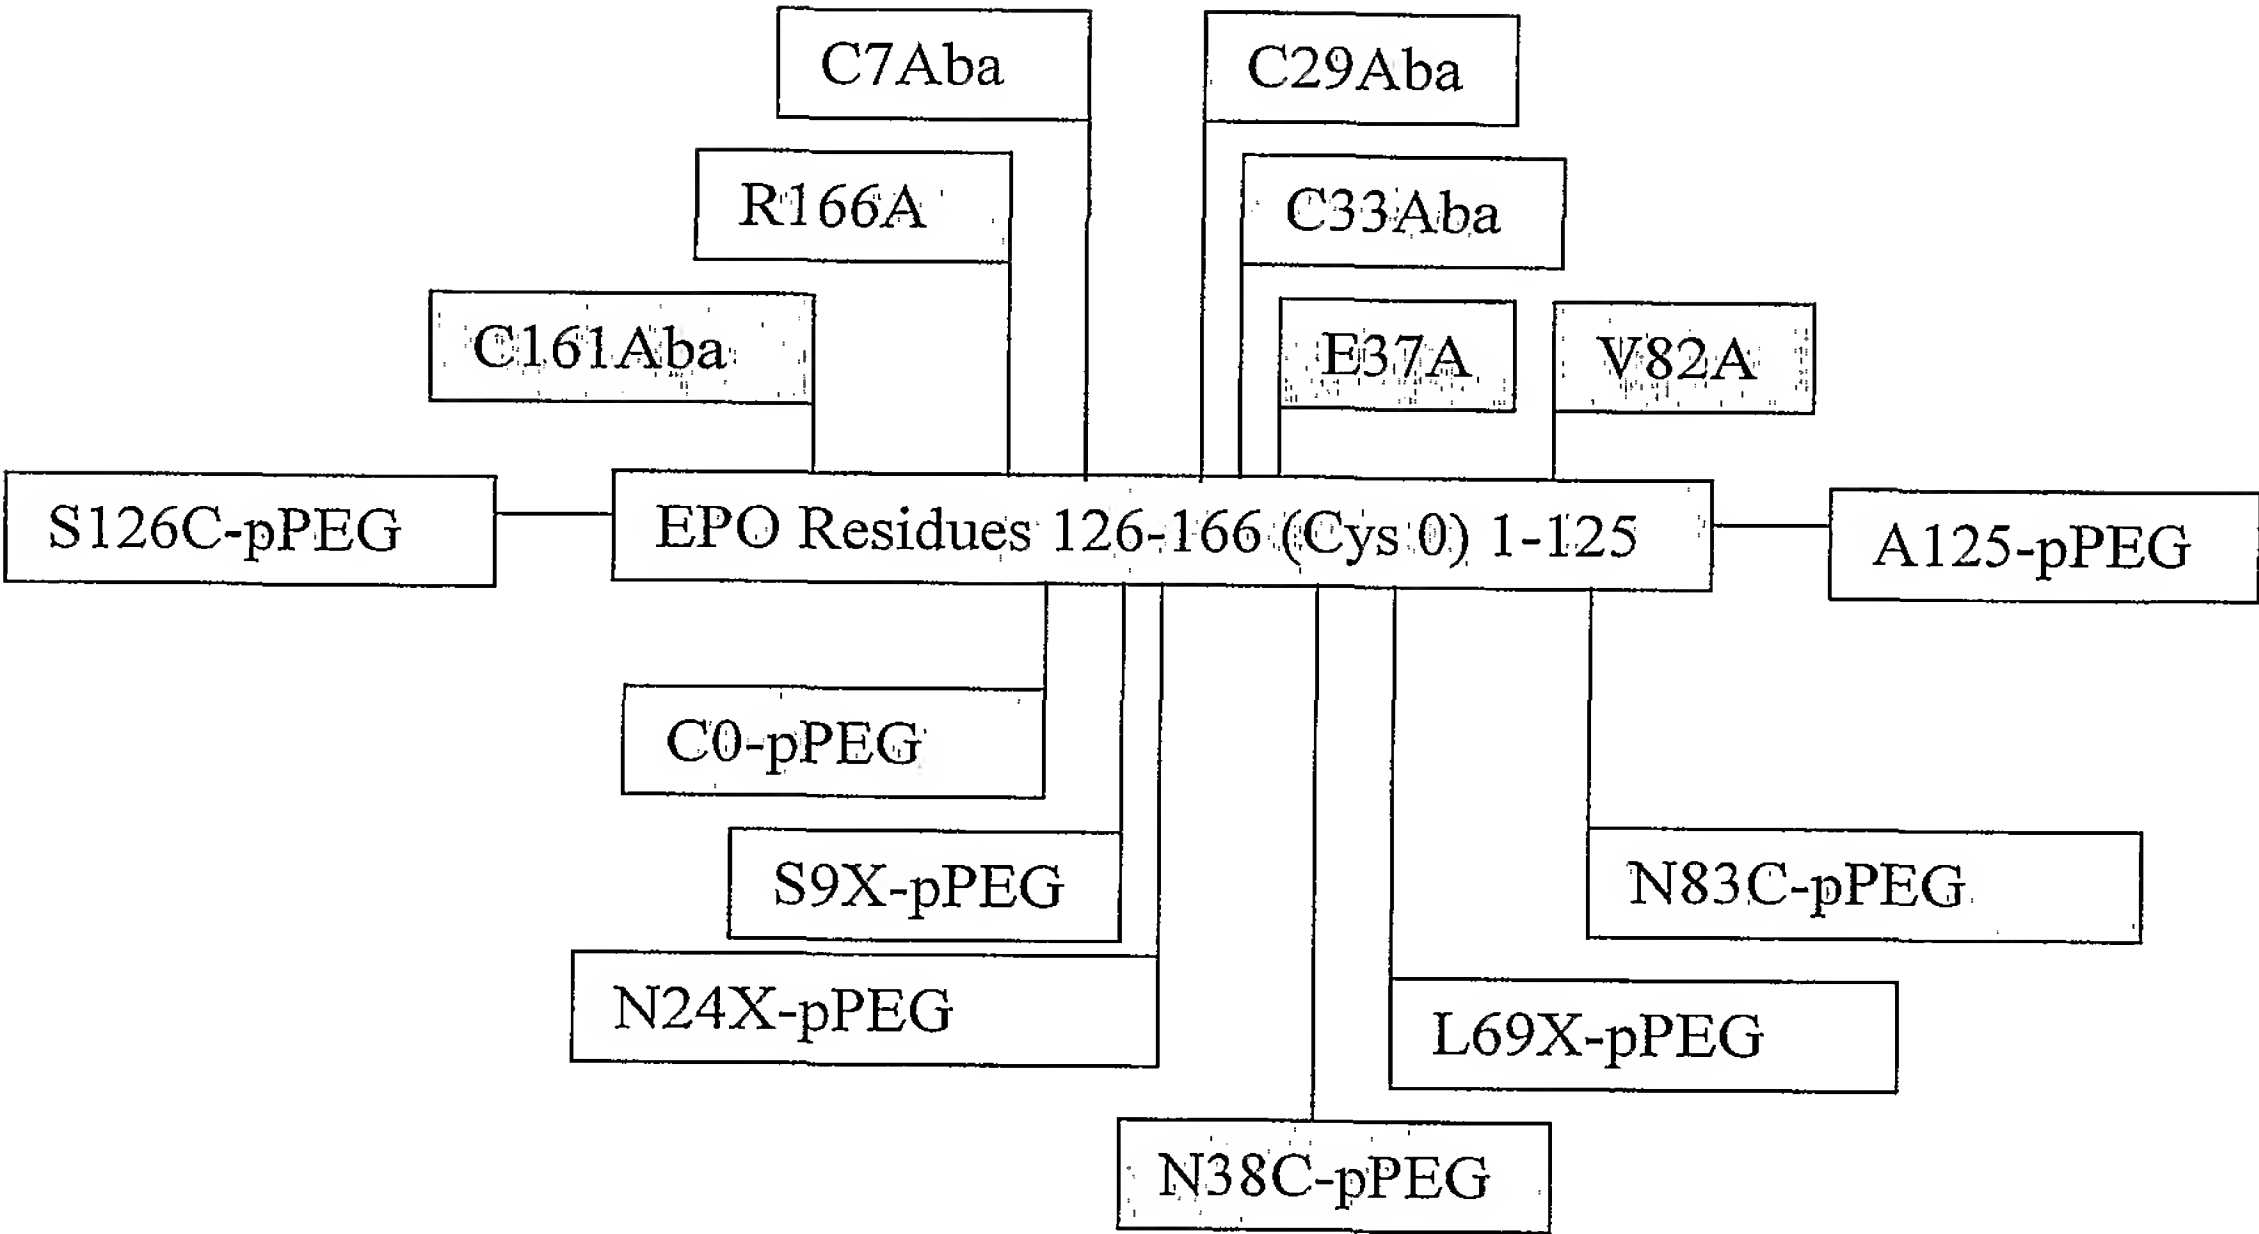 C7Aba
C29Aba
R166A
C33Aba
C161Aba
E37A
V82A
S126C-pPEG
EPO Residues 126-166 (Cys 0) 1-125
A125-pPEG
C0-pPEG
S9X-pPEG
N83C-pPEG
N24X-pPEG
L69X-pPEG
N38C-pPEG